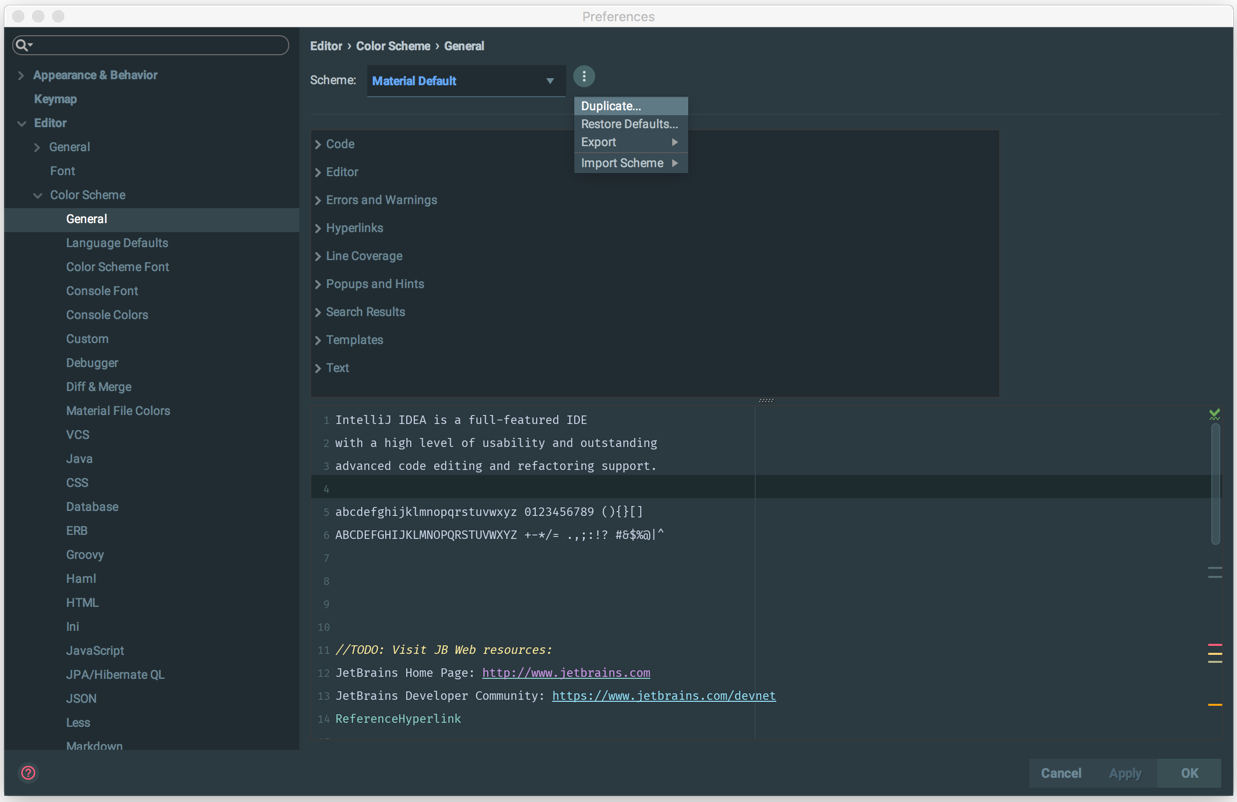 Preferences
Appearance & Behavior
Keymap
Editor
General
Font
Color Scheme
General
Language Defaults
Color Scheme Font
Console Font
Console Colors
Custom
Debugger
Diff & Merge
Material File Colors
VCS
Java
CSS
Database
ERB
Groovy
Haml
HTML
Ini
JavaScript
JPA/Hibernate QL
JSON
Less
Markdown
Editor › Color Scheme › General
Scheme: Material Default
Duplicate...
Restore Defaults...
Export
Import Scheme
Code
Editor
Errors and Warnings
Hyperlinks
Line Coverage
Popups and Hints
Search Results
Templates
Text
1 IntelliJ IDEA is a full-featured IDE
2 with a high level of usability and outstanding
3 advanced code editing and refactoring support.
4
5 abcdefghijklmnopqrstuvwxyz 0123456789 (){}[]
6 ABCDEFGHIJKLMNOPQRSTUVWXYZ +-*/= .,;:!? #&$%@|^
7
8
9
10
11 //TODO: Visit JB Web resources:
12 JetBrains Home Page: http://www.jetbrains.com
13 JetBrains Developer Community: https://www.jetbrains.com/devnet
14 ReferenceHyperlink
?
Cancel Apply OK